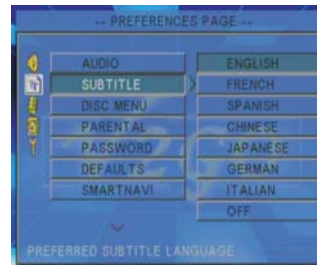 -- PREFERENCES PAGE --
AUDIO
SUBTITLE
DISC MENU
PARENTAL
PASSWORD
DEFAULTS
SMARTNAVI
ENGLISH
FRENCH
SPANISH
CHINESE
JAPANESE
GERMAN
ITALIAN
OFF
PREFERRED SUBTITLE LANGUAGE